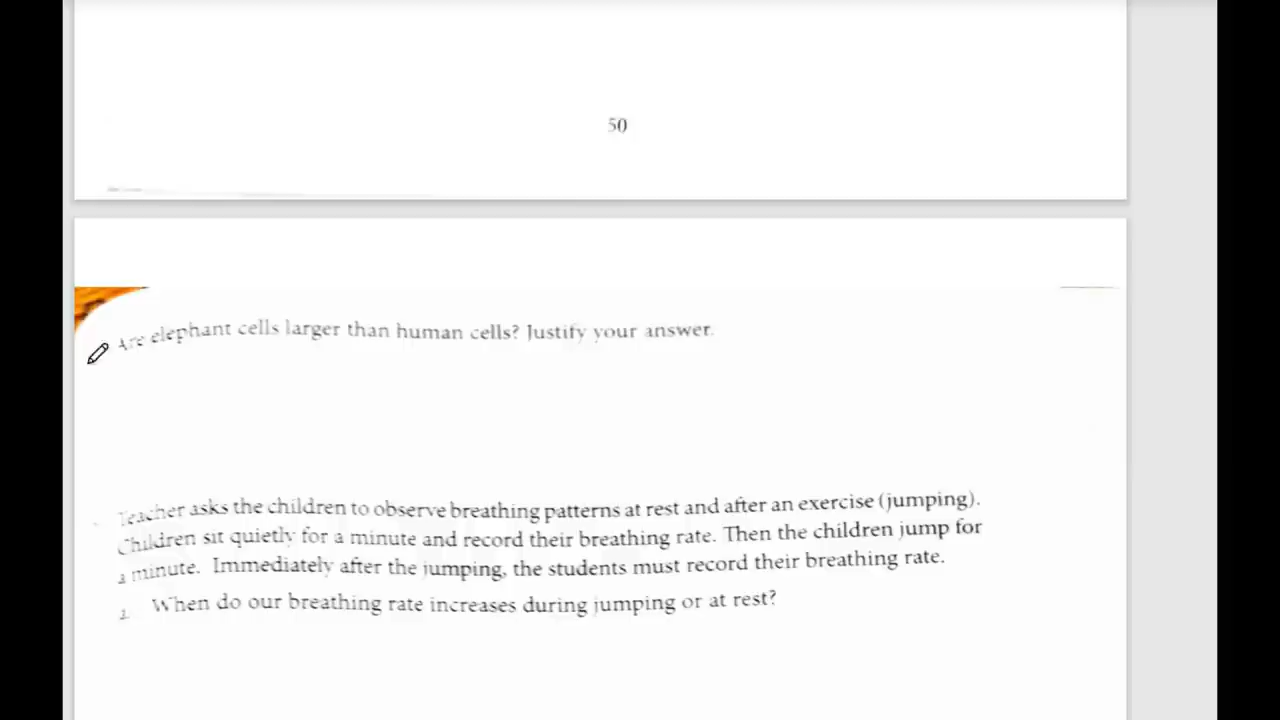 50
Are elephant cells larger than human cells? Justify your answer.
Teacher asks the children to observe breathing patterns at rest and after an exercise (jumping).
Children sit quietly for a minute and record their breathing rate. Then the children jump for
a minute. Immediately after the jumping, the students must record their breathing rate.
When do our breathing rate increases during jumping or at rest?